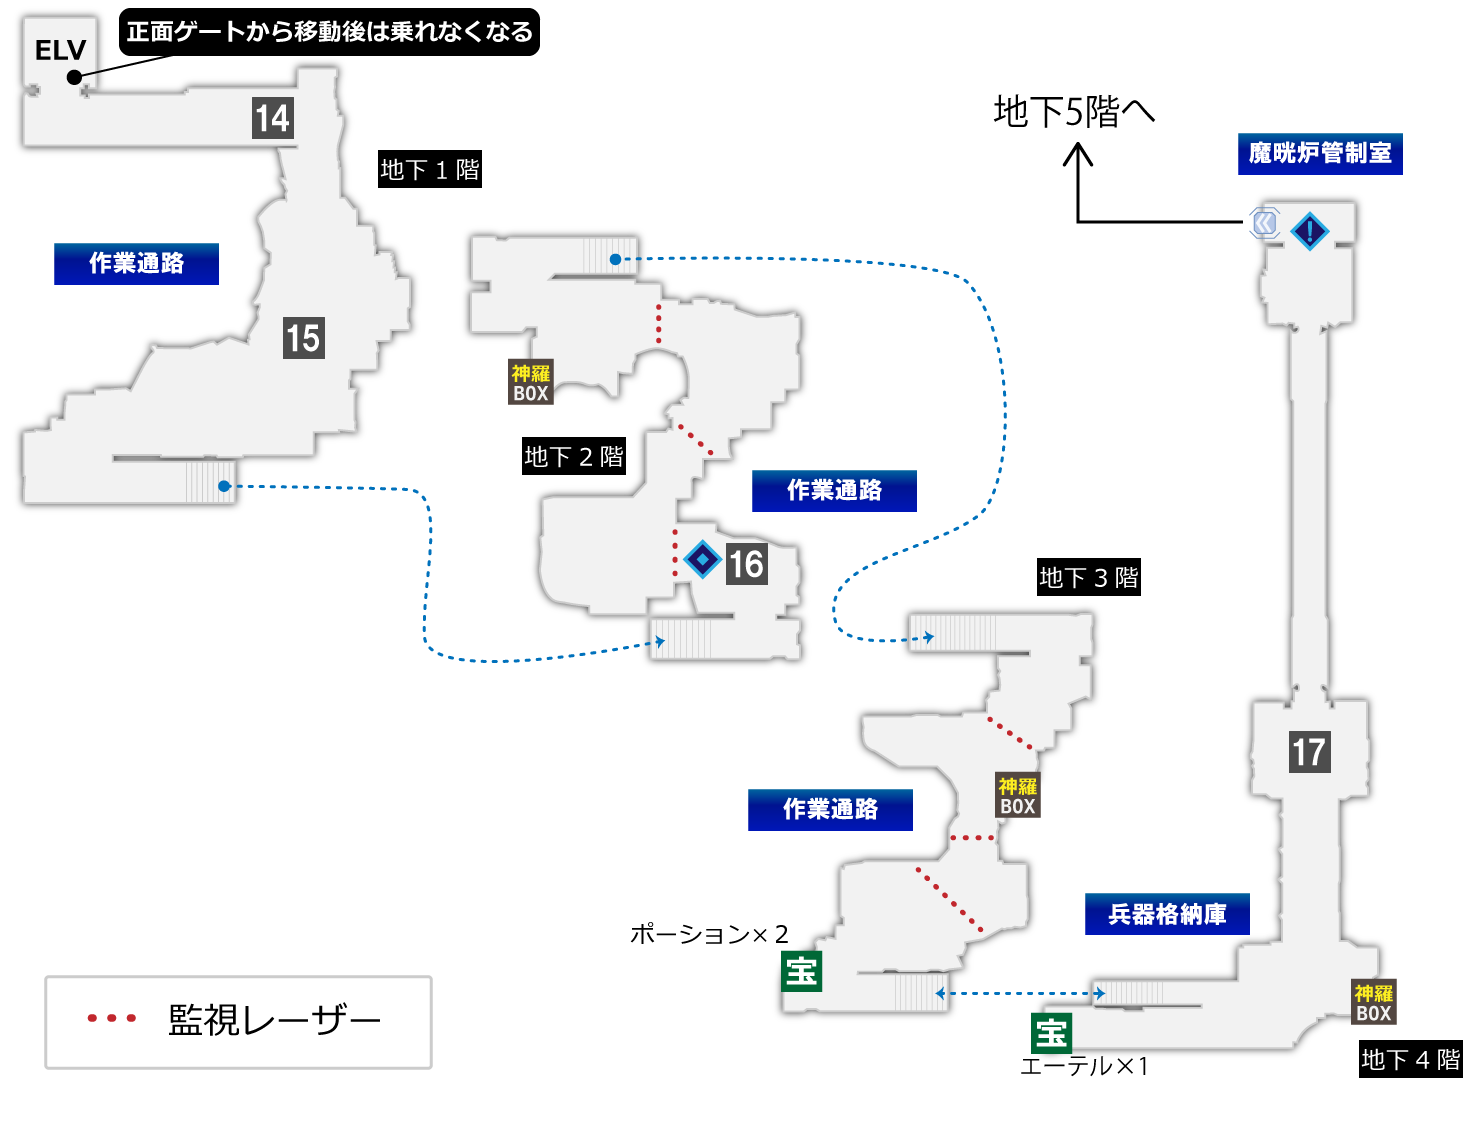 正面ゲートから移動後は乗れなくなる
ELV
14
地下1階
作業通路
15
地下5階へ
魔晄炉管制室
神羅
BOX
地下2階
作業通路
16
地下3階
神羅
BOX
作業通路
17
兵器格納庫
ポーション×2
宝
神羅
BOX
宝
エーテル×1
地下4階
監視レーザー